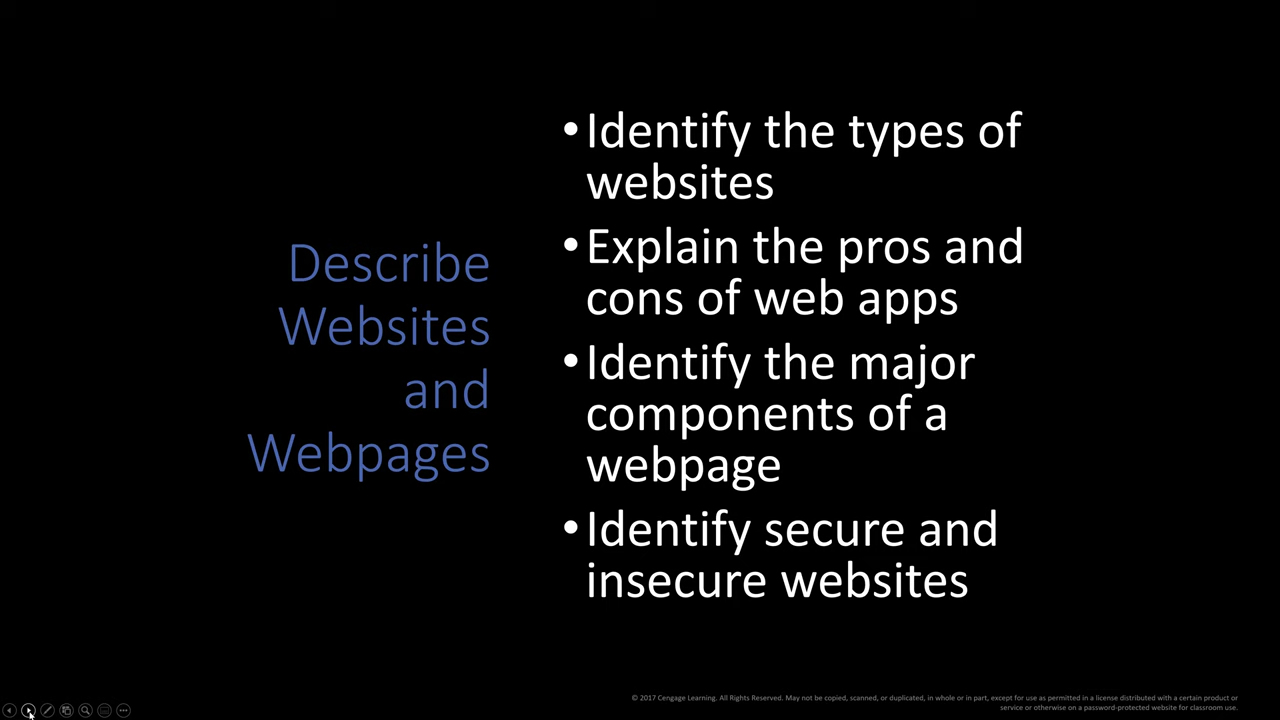 Describe
Websites
and
Webpages
•Identify the types of
websites
•Explain the pros and
cons of web apps
•Identify the major
components of a
webpage
•Identify secure and
insecure websites
© 2017 Cengage Learning. All Rights Reserved. May not be copied, scanned, or duplicated, in whole or in part, except for use as permitted in a license distributed with a certain product or
service or otherwise on a password-protected website for classroom use.